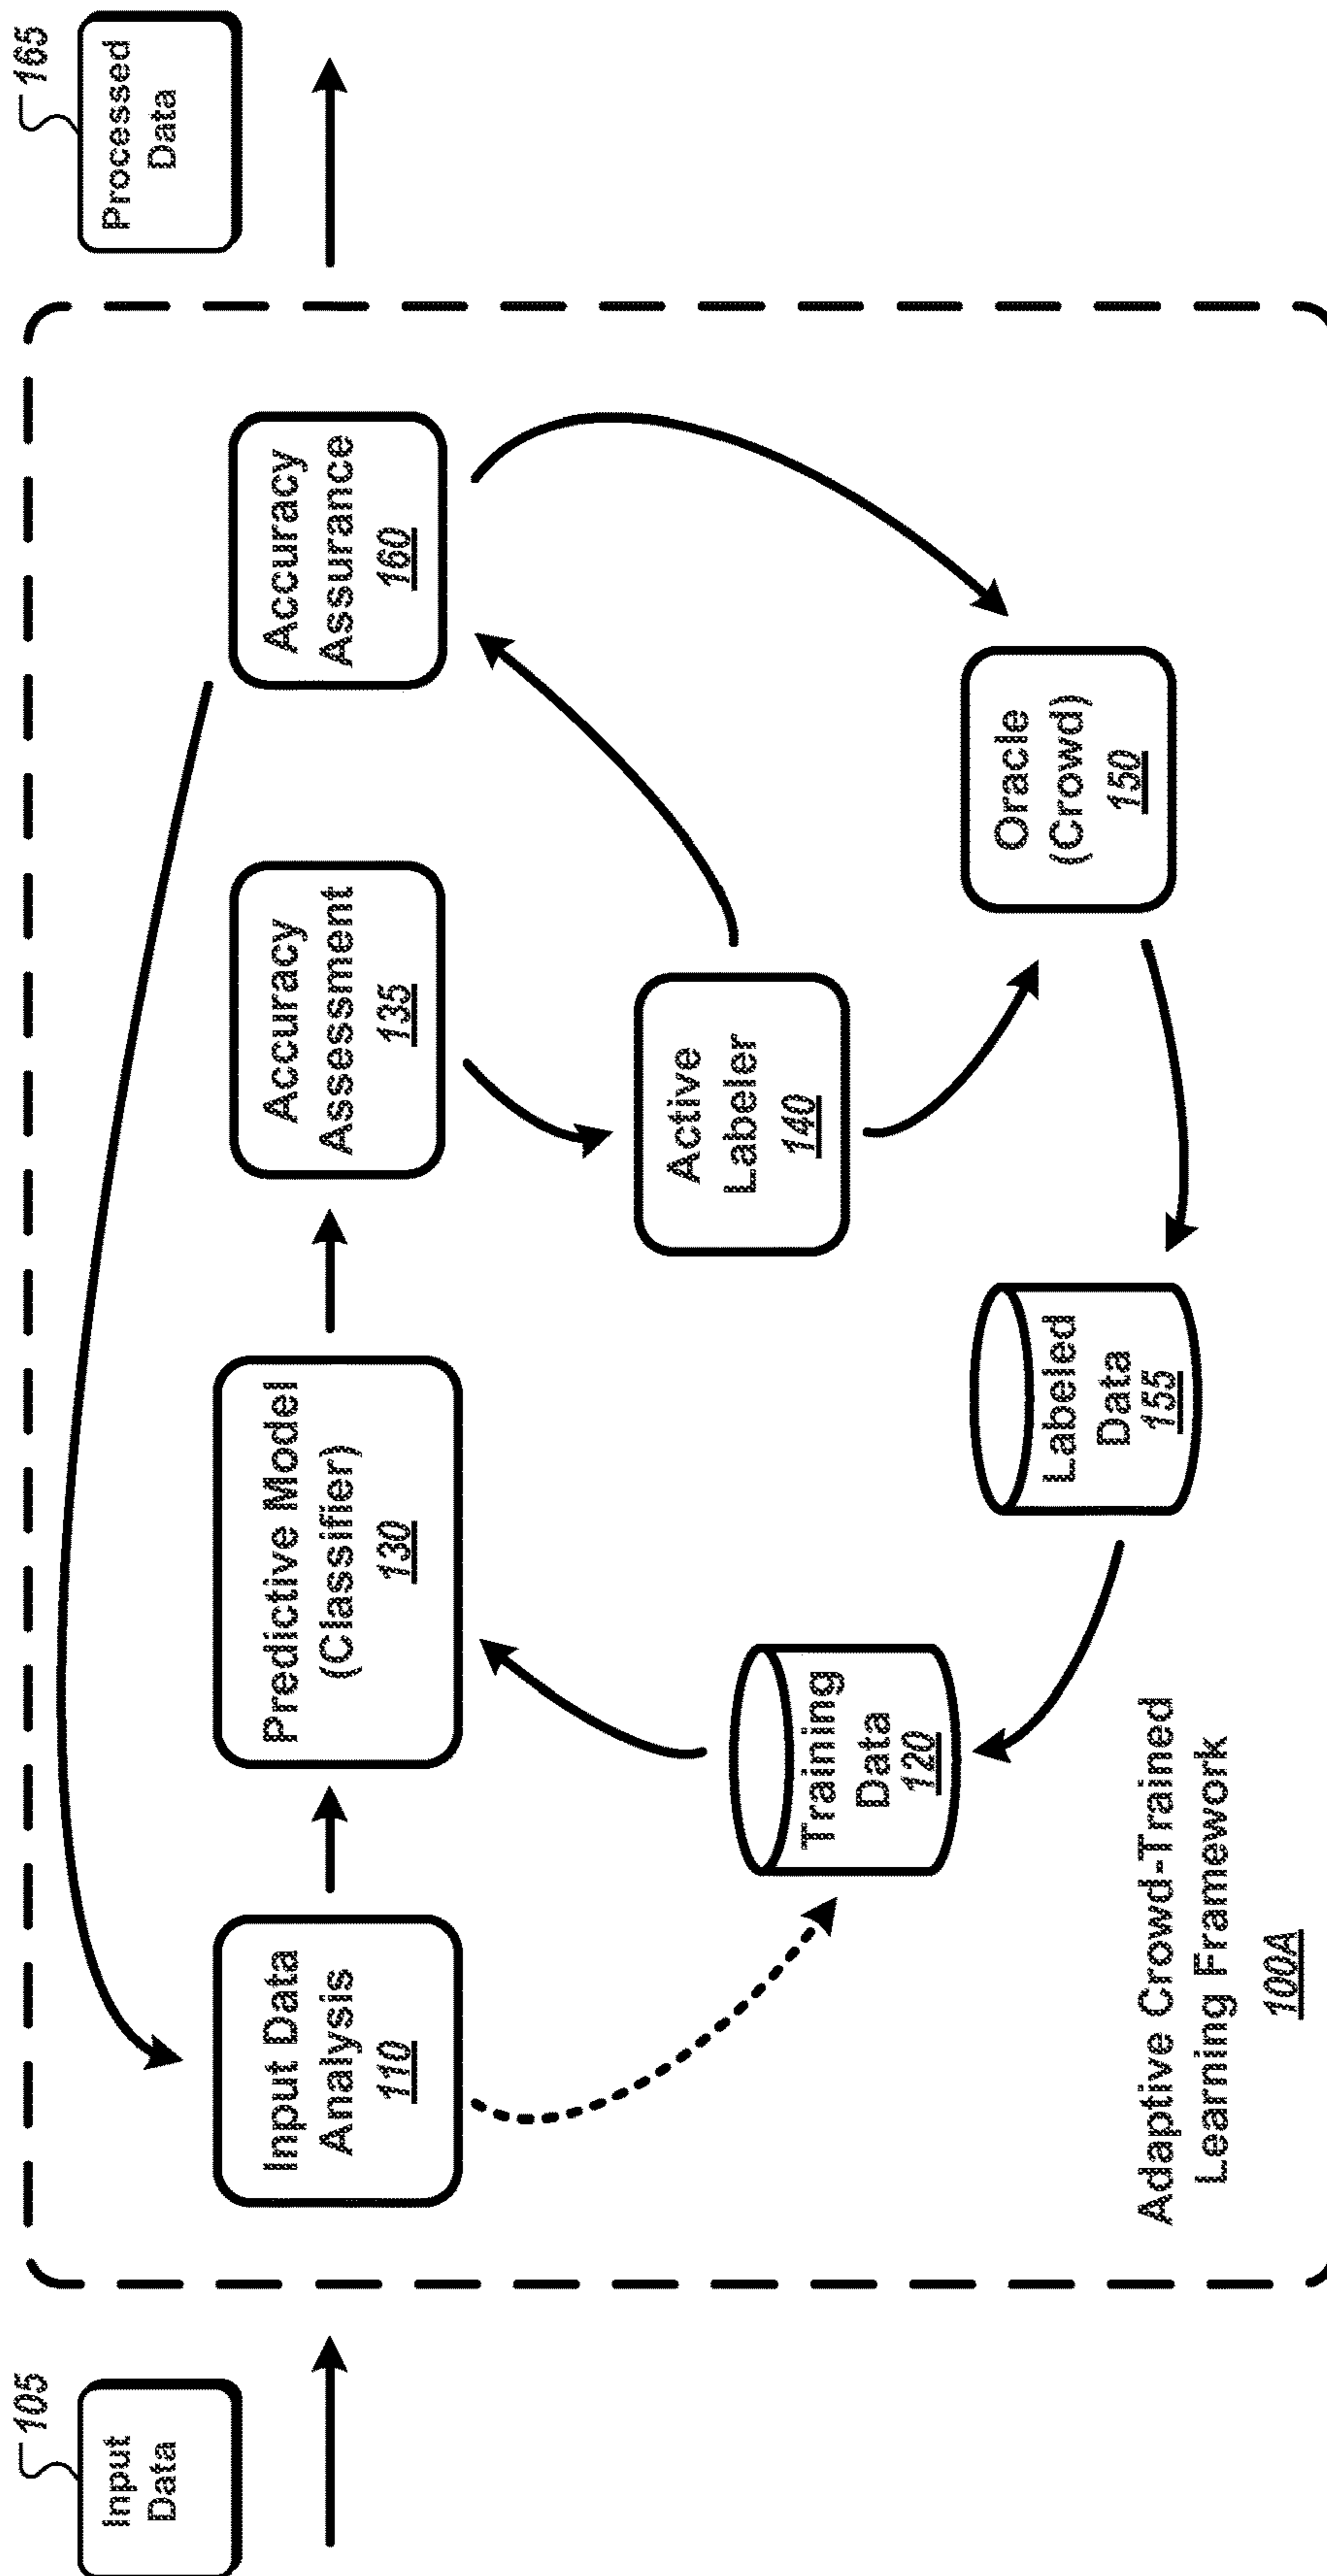 105
Input
Data
165
Processed
Data
Input Data
Analysis
110
Predictive Model
(Classifier)
130
Accuracy
Assessment
135
Accuracy
Assurance
160
Active
Labeler
140
Training
Data
120
Labeled
Data
155
Oracle
(Crowd)
150
Adaptive Crowd-Trained
Learning Framework
100A